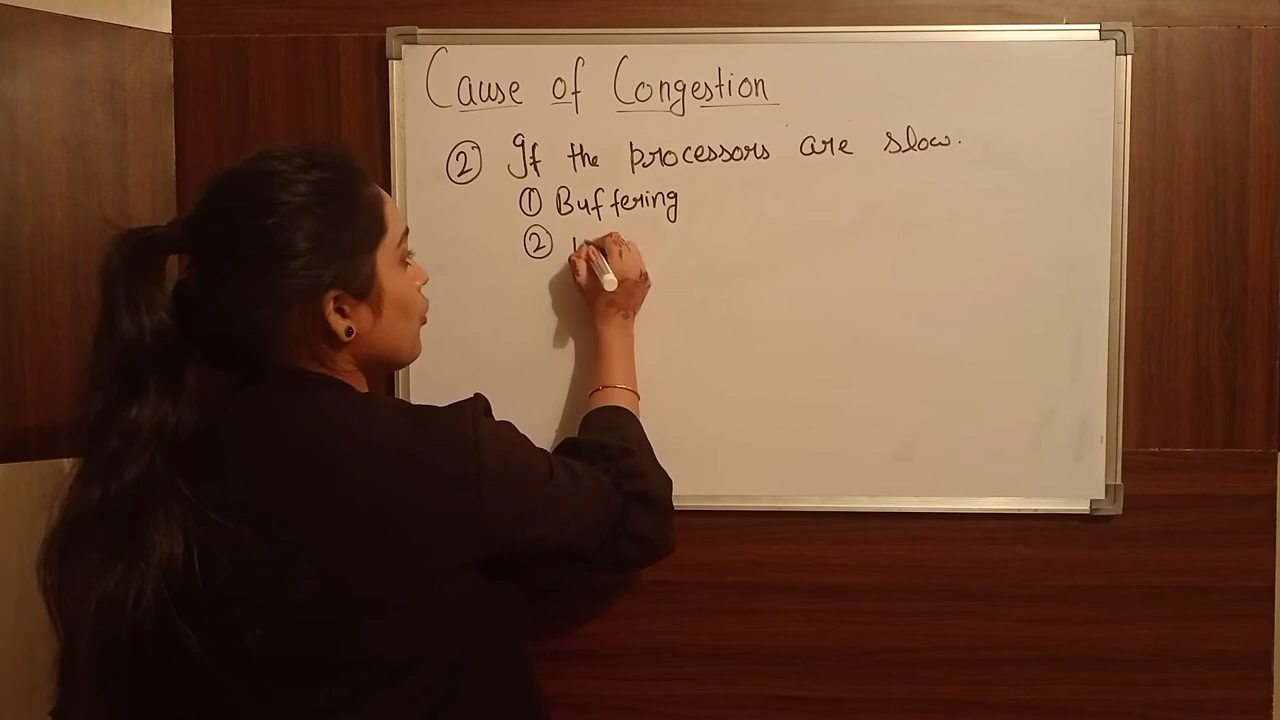 Cause of Congestion
② If the processors are slow.
① Buffering
②